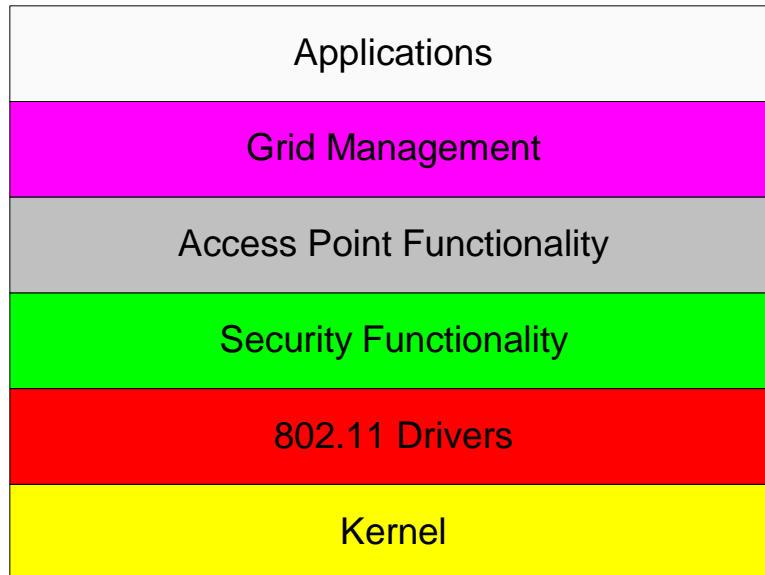 Applications
Grid Management
Access Point Functionality
Security Functionality
802.11 Drivers
Kernel